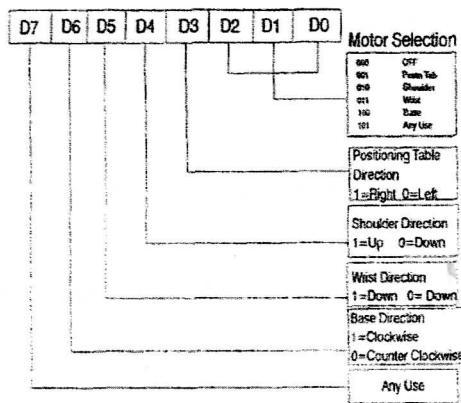 D7 D6 D5 D4 D3 D2 D1 D0
Motor Selection
000 OFF
001 Posn Tab
010 Shoulder
011 Wrist
100 Base
101 Any Use
Positioning Table
Direction
1=Right 0=Left
Shoulder Direction
1=Up 0=Down
Wrist Direction
1=Down 0= Down
Base Direction
1=Clockwise
0=Counter Clockwise
Any Use